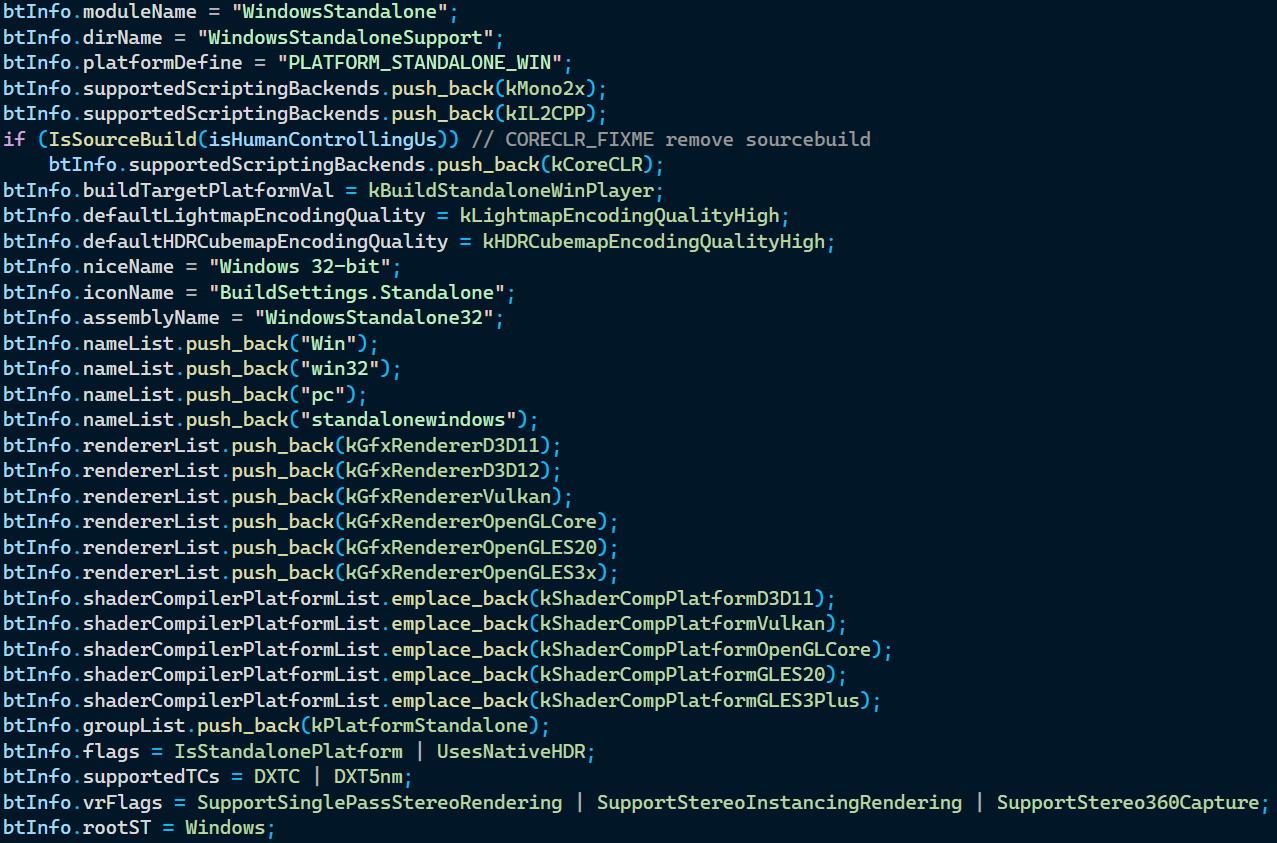 btInfo.moduleName = "WindowsStandalone";
btInfo.dirName = "WindowsStandaloneSupport";
btInfo.platformDefine = "PLATFORM_STANDALONE_WIN";
btInfo.supportedScriptingBackends.push_back(kMono2x);
btInfo.supportedScriptingBackends.push_back(kIL2CPP);
if (IsSourceBuild(isHumanControllingUs)) // CORECLR_FIXME remove sourcebuild
    btInfo.supportedScriptingBackends.push_back(kCoreCLR);
btInfo.buildTargetPlatformVal = kBuildStandaloneWinPlayer;
btInfo.defaultLightmapEncodingQuality = kLightmapEncodingQualityHigh;
btInfo.defaultHDRCubemapEncodingQuality = kHDRCubemapEncodingQualityHigh;
btInfo.niceName = "Windows 32-bit";
btInfo.iconName = "BuildSettings.Standalone";
btInfo.assemblyName = "WindowsStandalone32";
btInfo.nameList.push_back("Win");
btInfo.nameList.push_back("win32");
btInfo.nameList.push_back("pc");
btInfo.nameList.push_back("standalonewindows");
btInfo.rendererList.push_back(kGfxRendererD3D11);
btInfo.rendererList.push_back(kGfxRendererD3D12);
btInfo.rendererList.push_back(kGfxRendererVulkan);
btInfo.rendererList.push_back(kGfxRendererOpenGLCore);
btInfo.rendererList.push_back(kGfxRendererOpenGLES20);
btInfo.rendererList.push_back(kGfxRendererOpenGLES3x);
btInfo.shaderCompilerPlatformList.emplace_back(kShaderCompPlatformD3D11);
btInfo.shaderCompilerPlatformList.emplace_back(kShaderCompPlatformVulkan);
btInfo.shaderCompilerPlatformList.emplace_back(kShaderCompPlatformOpenGLCore);
btInfo.shaderCompilerPlatformList.emplace_back(kShaderCompPlatformGLES20);
btInfo.shaderCompilerPlatformList.emplace_back(kShaderCompPlatformGLES3Plus);
btInfo.groupList.push_back(kPlatformStandalone);
btInfo.flags = IsStandalonePlatform | UsesNativeHDR;
btInfo.supportedTCs = DXTC | DXT5nm;
btInfo.vrFlags = SupportSinglePassStereoRendering | SupportStereoInstancingRendering | SupportStereo360Capture;
btInfo.rootST = Windows;